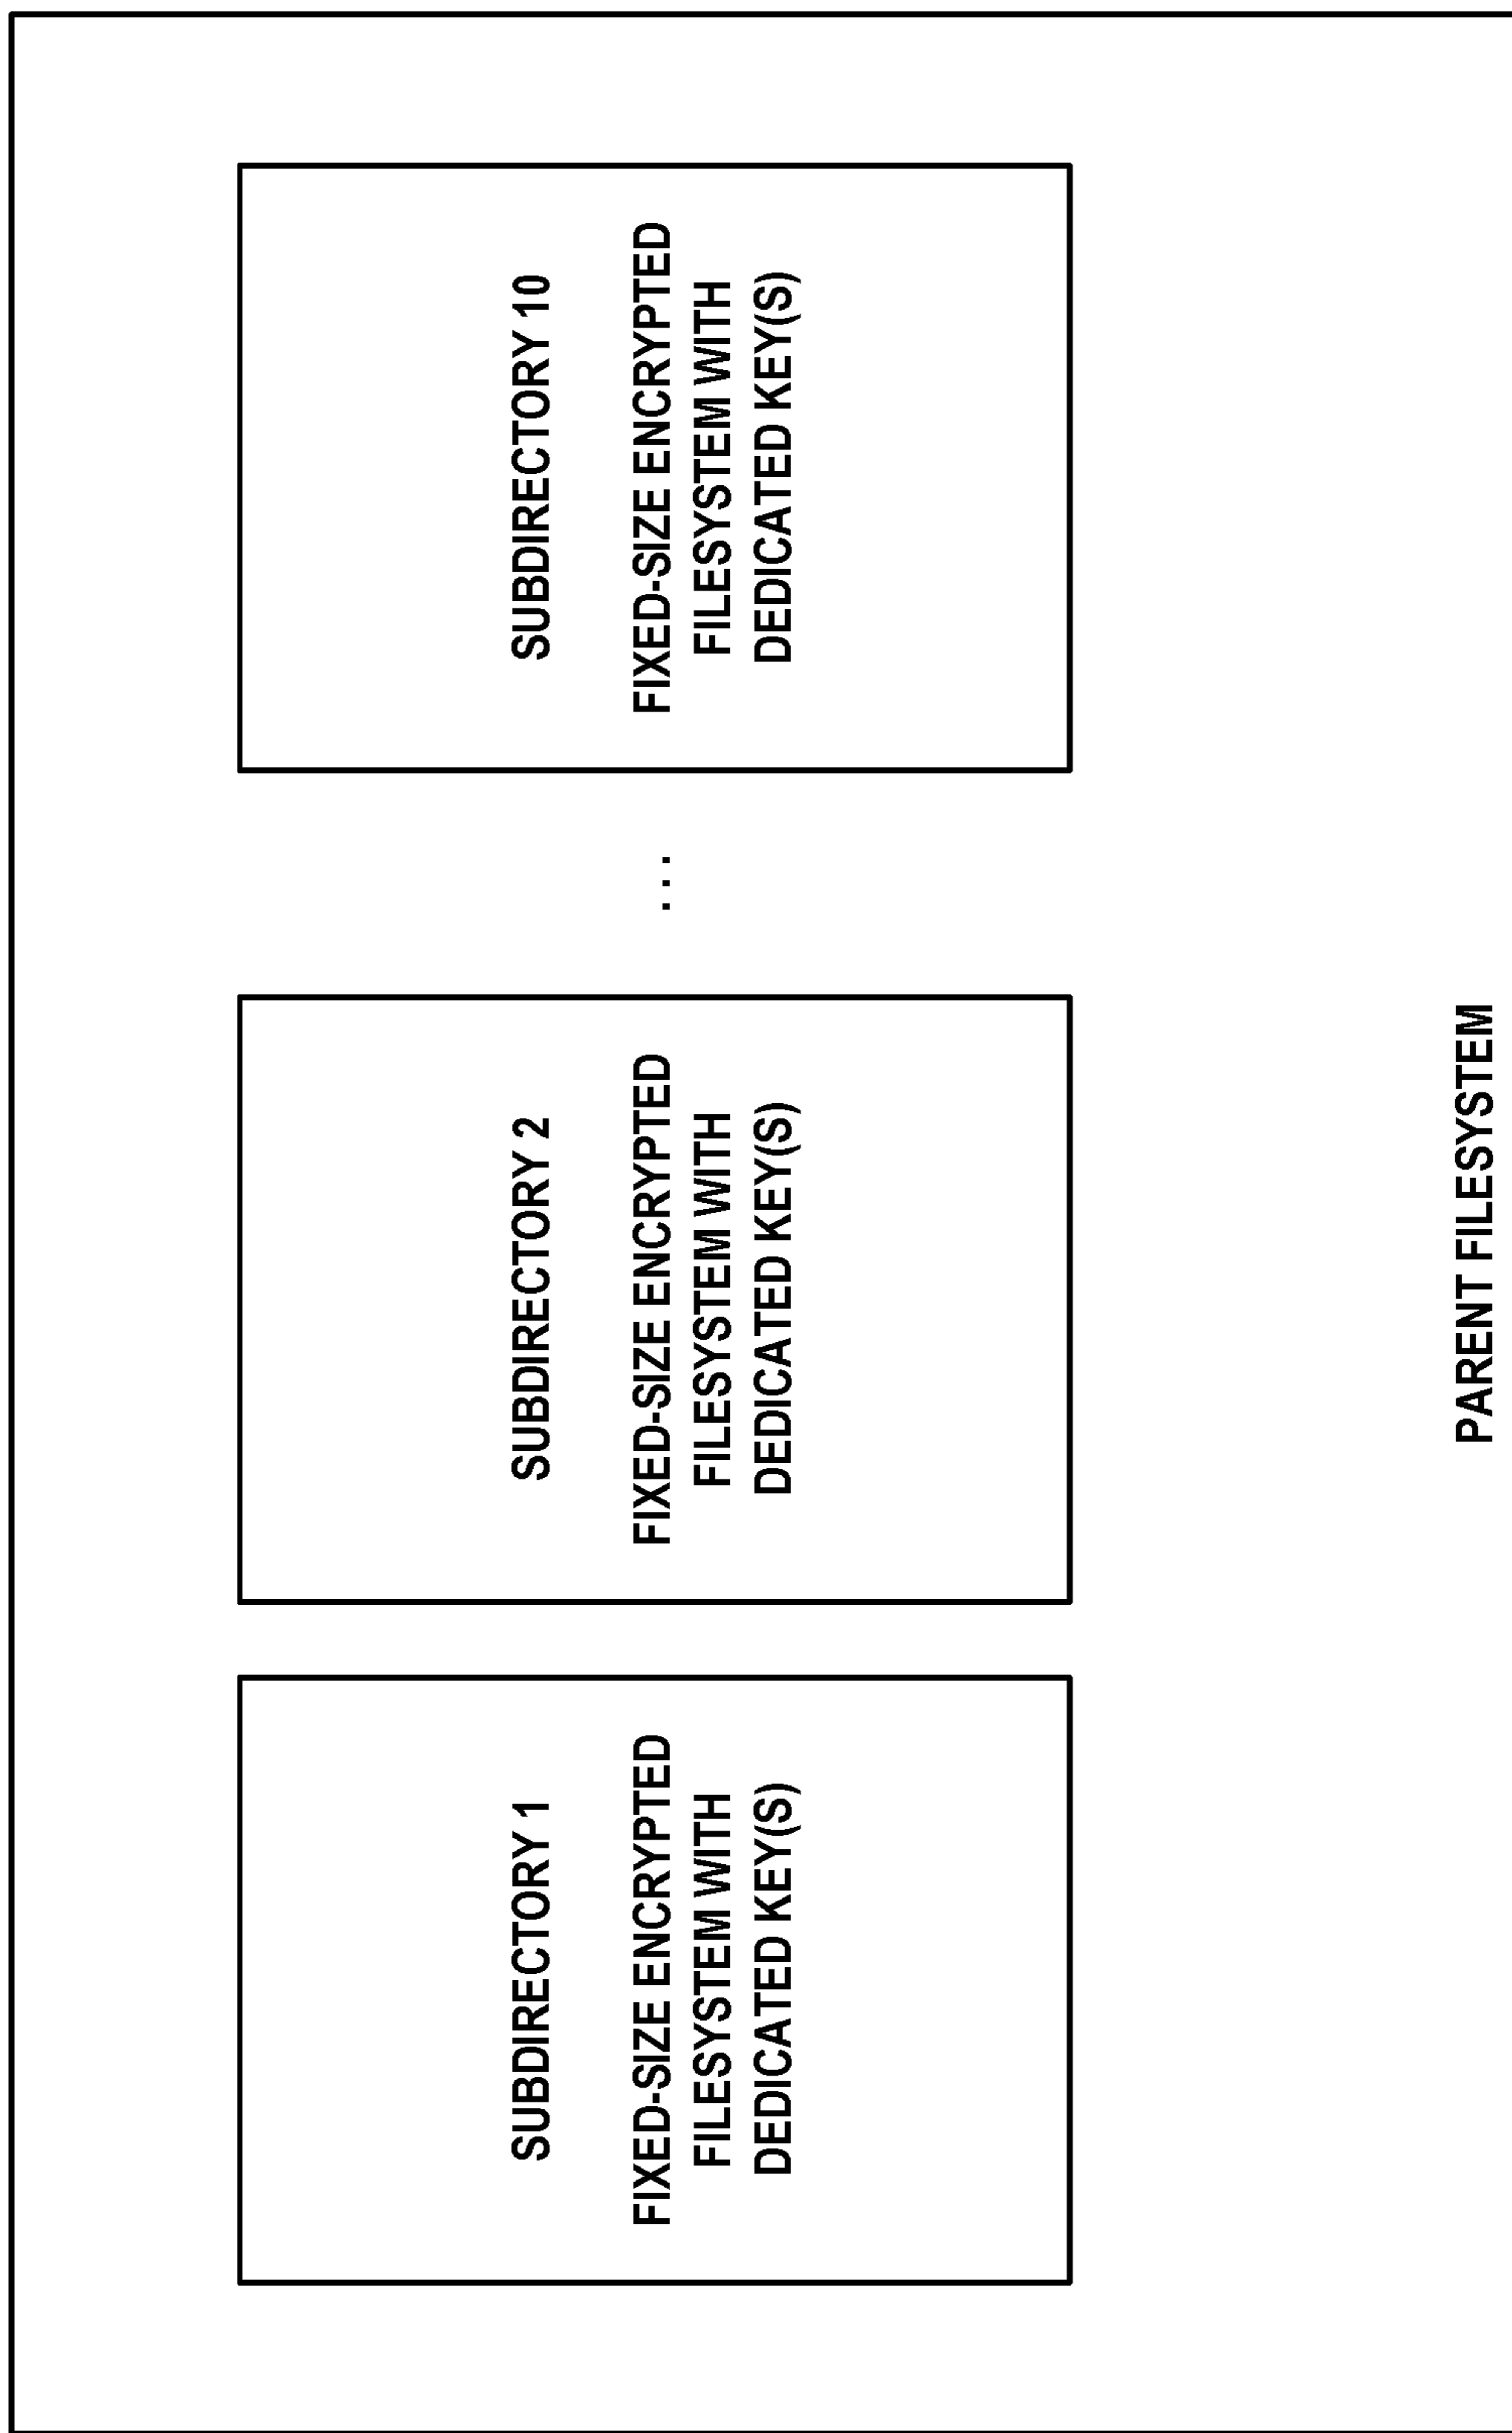 SUBDIRECTORY 1
FIXED-SIZE ENCRYPTED
FILESYSTEM WITH
DEDICATED KEY(S)
SUBDIRECTORY 2
FIXED-SIZE ENCRYPTED
FILESYSTEM WITH
DEDICATED KEY(S)
...
SUBDIRECTORY 10
FIXED-SIZE ENCRYPTED
FILESYSTEM WITH
DEDICATED KEY(S)
PARENT FILESYSTEM